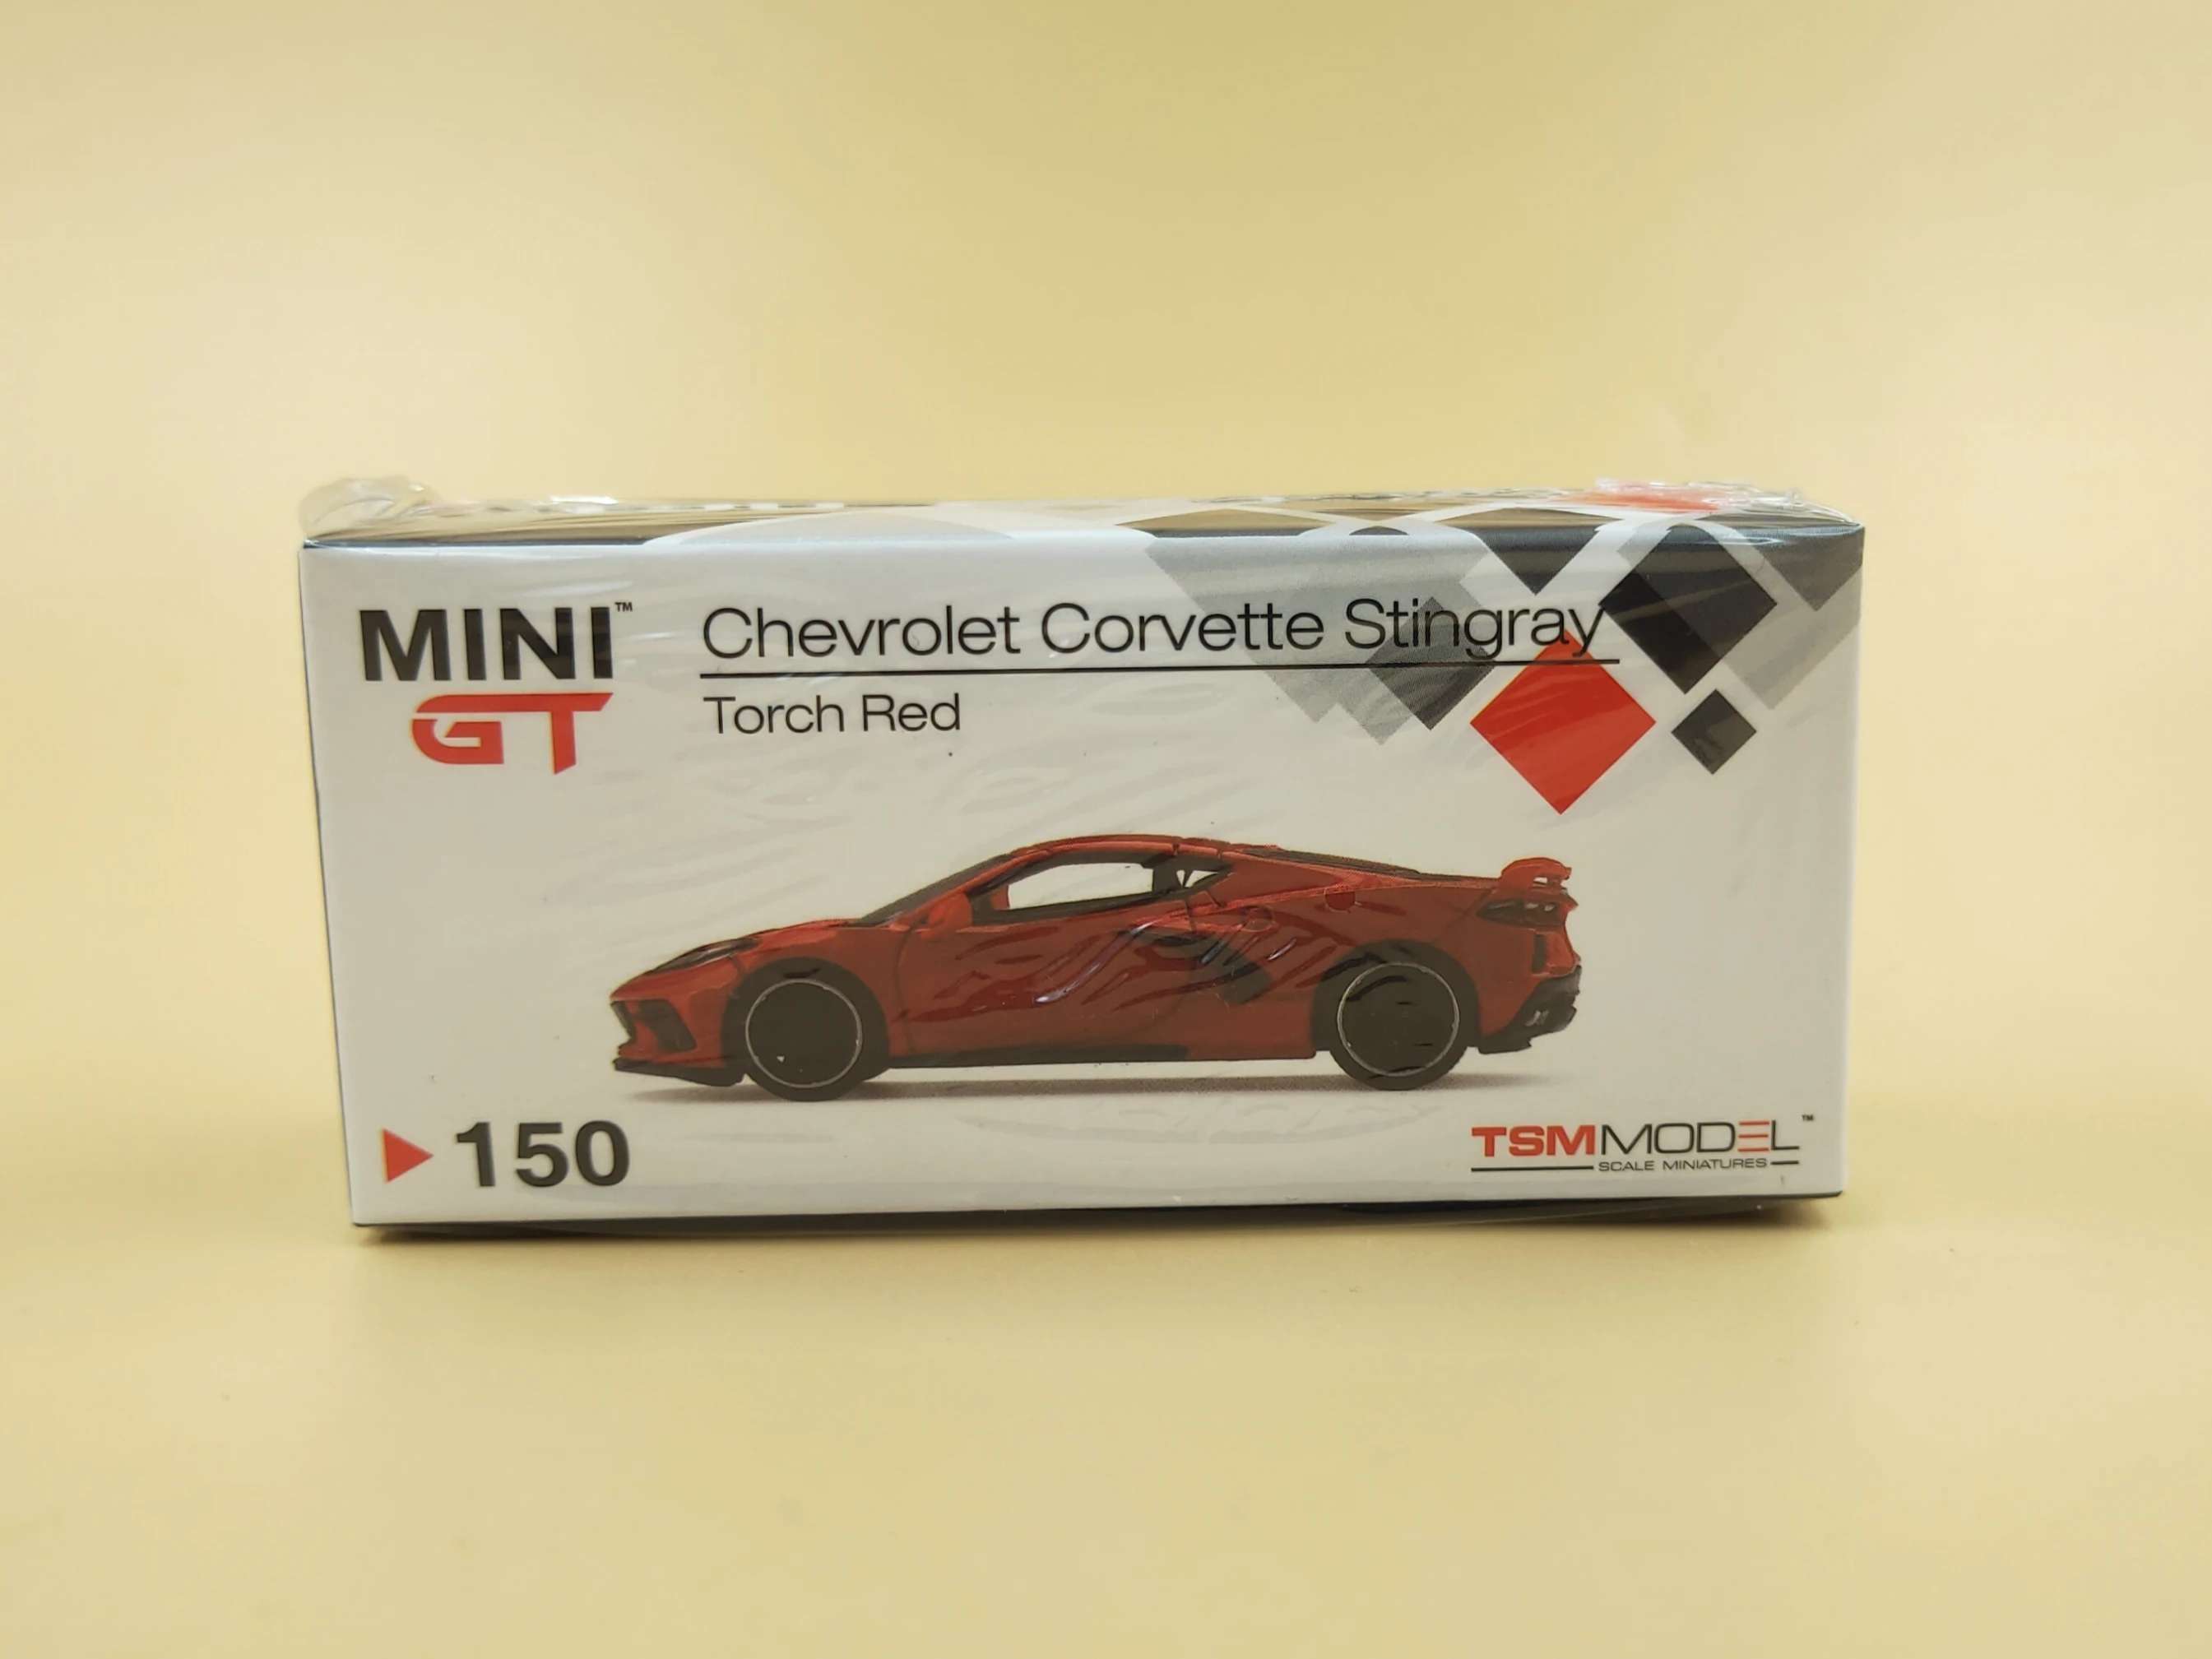 MINI™
GT
Chevrolet Corvette Stingray
Torch Red
150
TSMMODEL™
SCALE MINIATURES